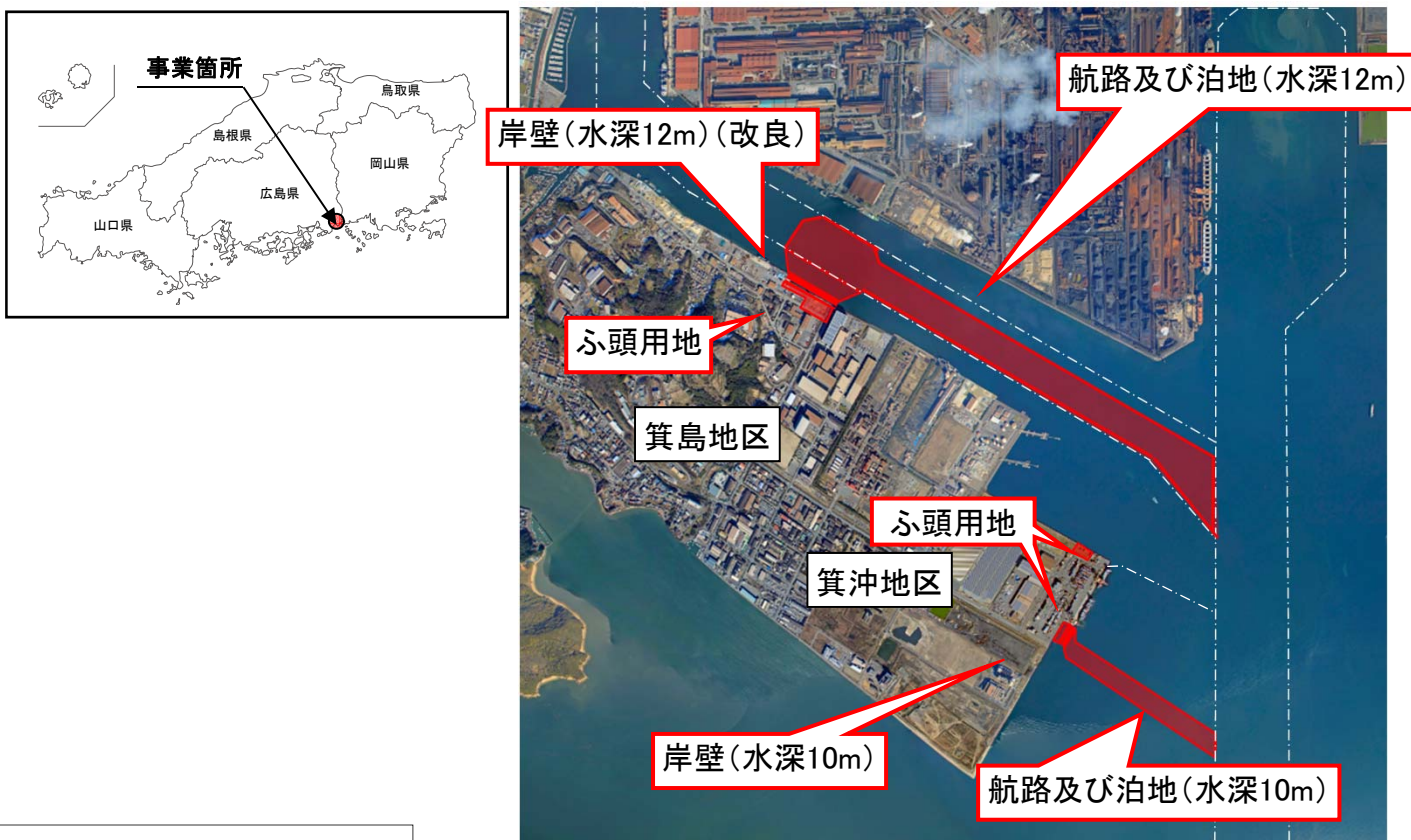 事業箇所
鳥取県
島根県
岡山県
広島県
山口県
航路及び泊地（水深12m）
岸壁（水深12m）（改良）
ふ頭用地
箕島地区
ふ頭用地
箕沖地区
岸壁（水深10m）
航路及び泊地（水深10m）